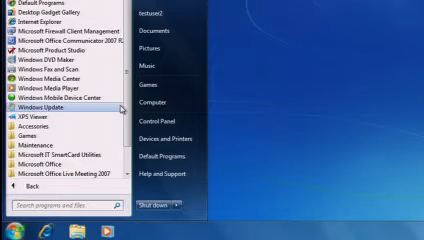 Default Programs
Desktop Gadget Gallery
Internet Explorer
Microsoft Firewall Client Management
Microsoft Office Communicator 2007 R2
Microsoft Product Studio
Windows DVD Maker
Windows Fax and Scan
Windows Media Center
Windows Media Player
Windows Mobile Device Center
Windows Update
XPS Viewer
Accessories
Games
Maintenance
Microsoft IT SmartCard Utilities
Microsoft Office
Microsoft Office Live Meeting 2007
Back
Search programs and files
testuser2
Documents
Pictures
Music
Games
Computer
Control Panel
Devices and Printers
Default Programs
Help and Support
Shut down